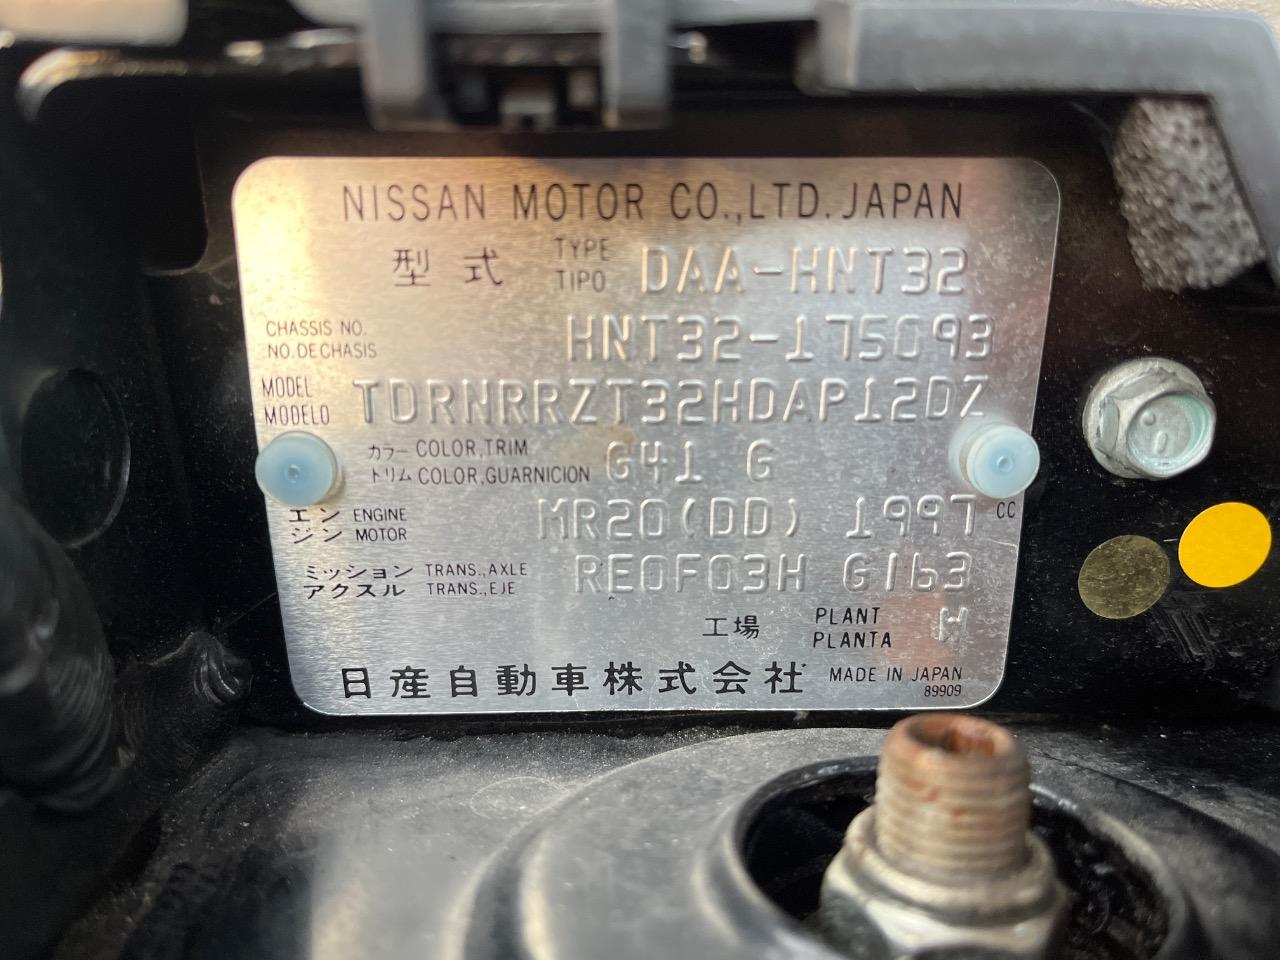 NISSAN MOTOR CO.,LTD. JAPAN
型式 TYPE TIPO DAA-HNT32
CHASSIS NO. NO.DE CHASIS HNT32-175093
MODEL MODELO TDRNRRZT32HDAP12DZ
カラー COLOR,TRIM
トリム COLOR,GUARNICION G41 G
エンジン ENGINE MOTOR MR20(DD) 1997 CC
ミッション TRANS.,AXLE
アクスル TRANS.,EJE RE0F03H G163
工場 PLANT PLANTA W
日産自動車株式会社 MADE IN JAPAN
89909